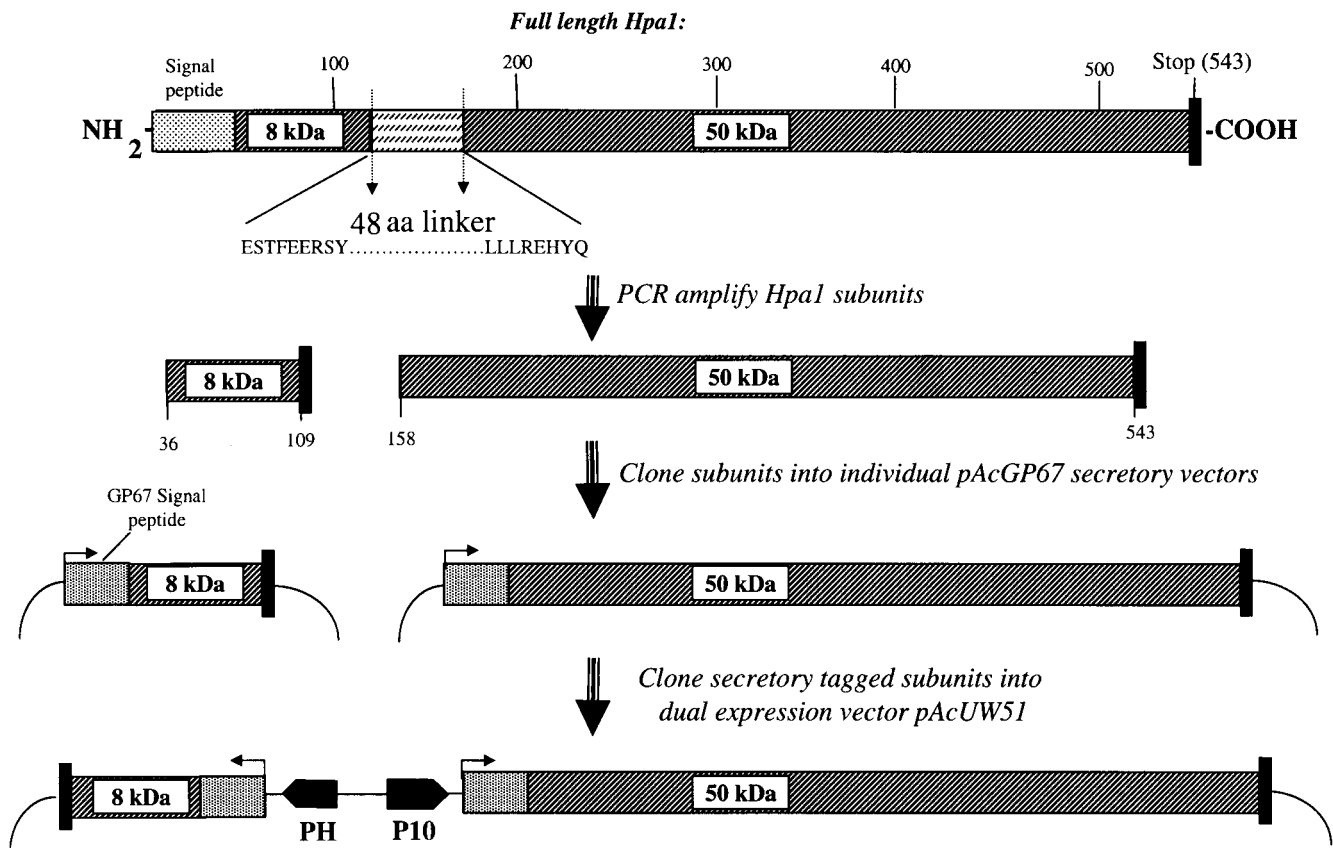 Full length Hpa1:
Signal
peptide
100
200
300
400
500
Stop (543)
NH2
8 kDa
50 kDa
-COOH
48 aa linker
ESTFEERSY....................LLLREHYQ
PCR amplify Hpa1 subunits
8 kDa
50 kDa
36
109
158
543
Clone subunits into individual pAcGP67 secretory vectors
GP67 Signal
peptide
8 kDa
50 kDa
Clone secretory tagged subunits into
dual expression vector pAcUW51
8 kDa
50 kDa
PH
P10